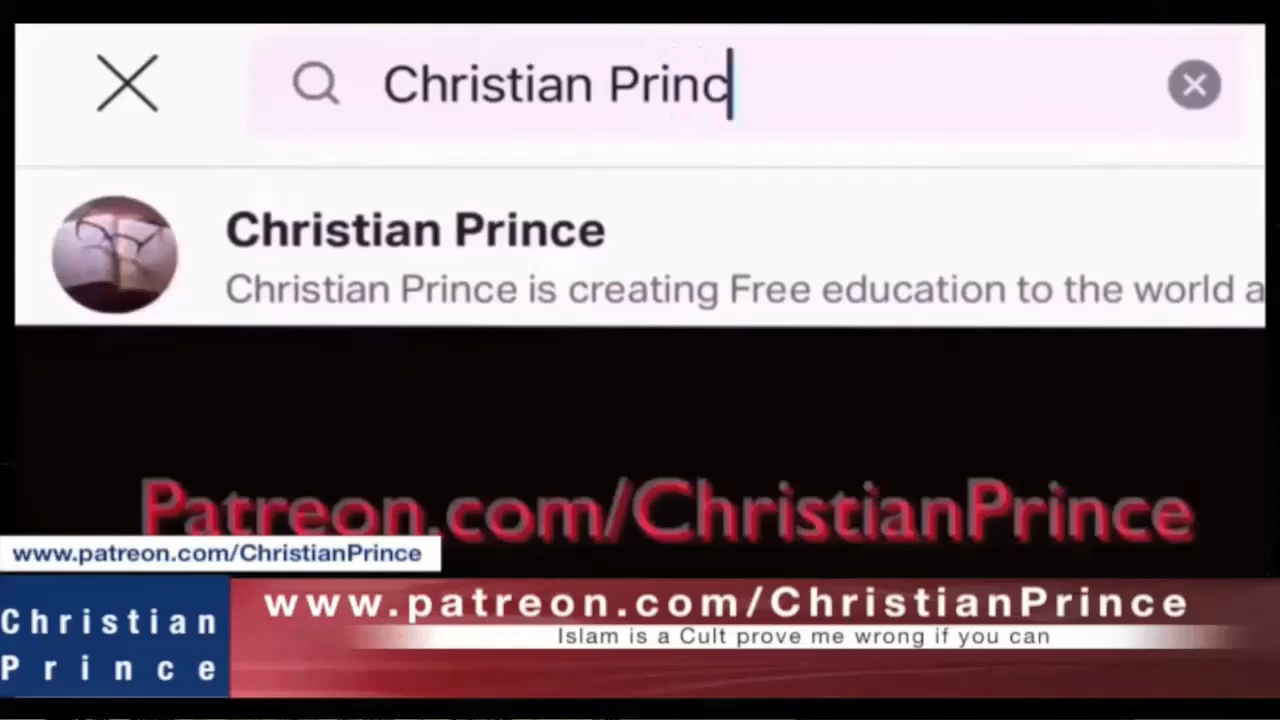 Christian Princ
Christian Prince
Christian Prince is creating Free education to the world a
Patreon.com/ChristianPrince
www.patreon.com/ChristianPrince
www.patreon.com/ChristianPrince
Islam is a Cult prove me wrong if you can
Christian
Prince